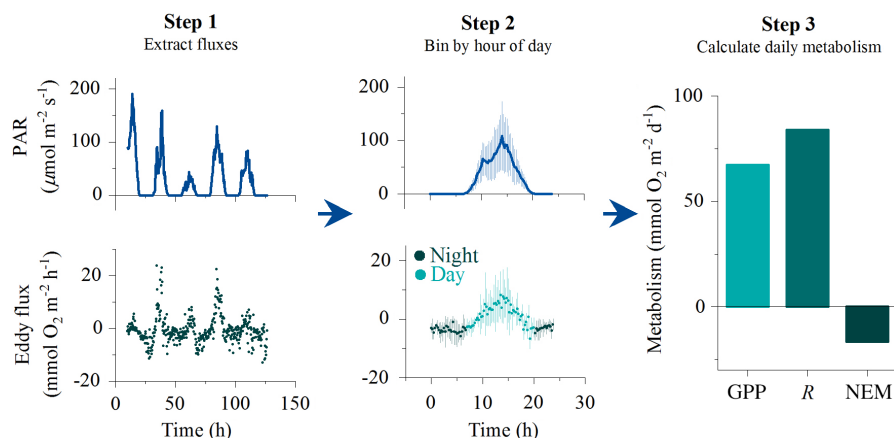 Step 1
Extract fluxes
Step 2
Bin by hour of day
Step 3
Calculate daily metabolism
PAR
(µmol m⁻² s⁻¹)
200
100
0
200
100
0
Eddy flux
(mmol O₂ m⁻² h⁻¹)
20
0
-20
0
50
100
150
Time (h)
Night
Day
20
0
-20
0
10
20
30
Time (h)
Metabolism (mmol O₂ m⁻² d⁻¹)
100
50
0
GPP
R
NEM